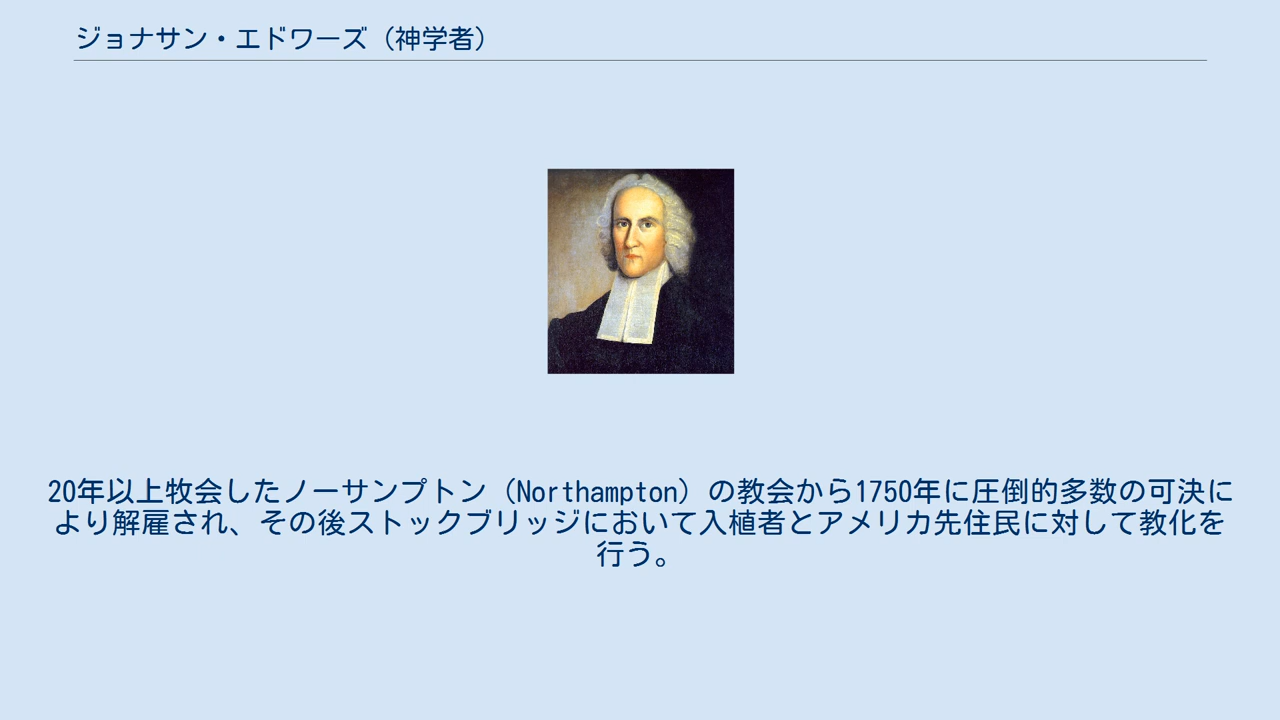 ジョナサン・エドワーズ（神学者）
20年以上牧会したノーサンプトン（Northampton）の教会から1750年に圧倒的多数の可決に
より解雇され、その後ストックブリッジにおいて入植者とアメリカ先住民に対して教化を
行う。